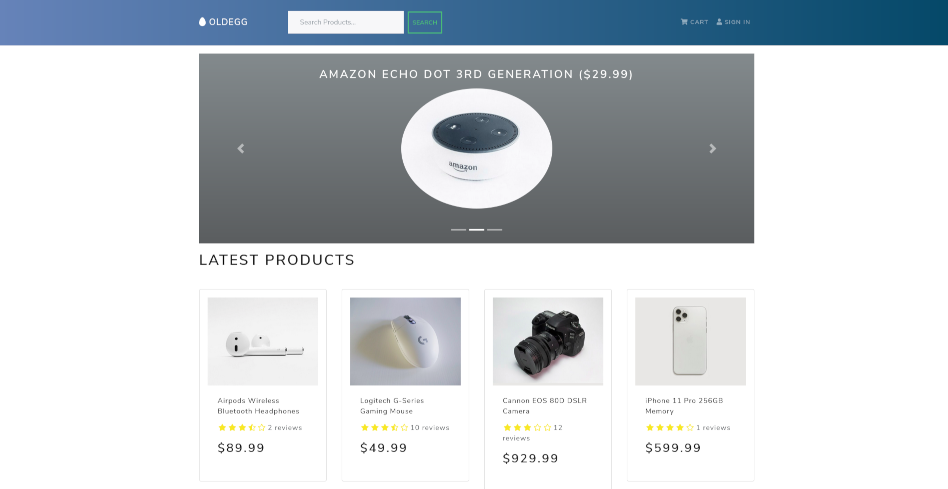 OLDEGG
Search Products...
SEARCH
CART
SIGN IN
AMAZON ECHO DOT 3RD GENERATION ($29.99)
amazon
LATEST PRODUCTS
Airpods Wireless
Bluetooth Headphones
2 reviews
$89.99
Logitech G-Series
Gaming Mouse
10 reviews
$49.99
Cannon EOS 80D DSLR
Camera
12
reviews
$929.99
iPhone 11 Pro 256GB
Memory
1 reviews
$599.99